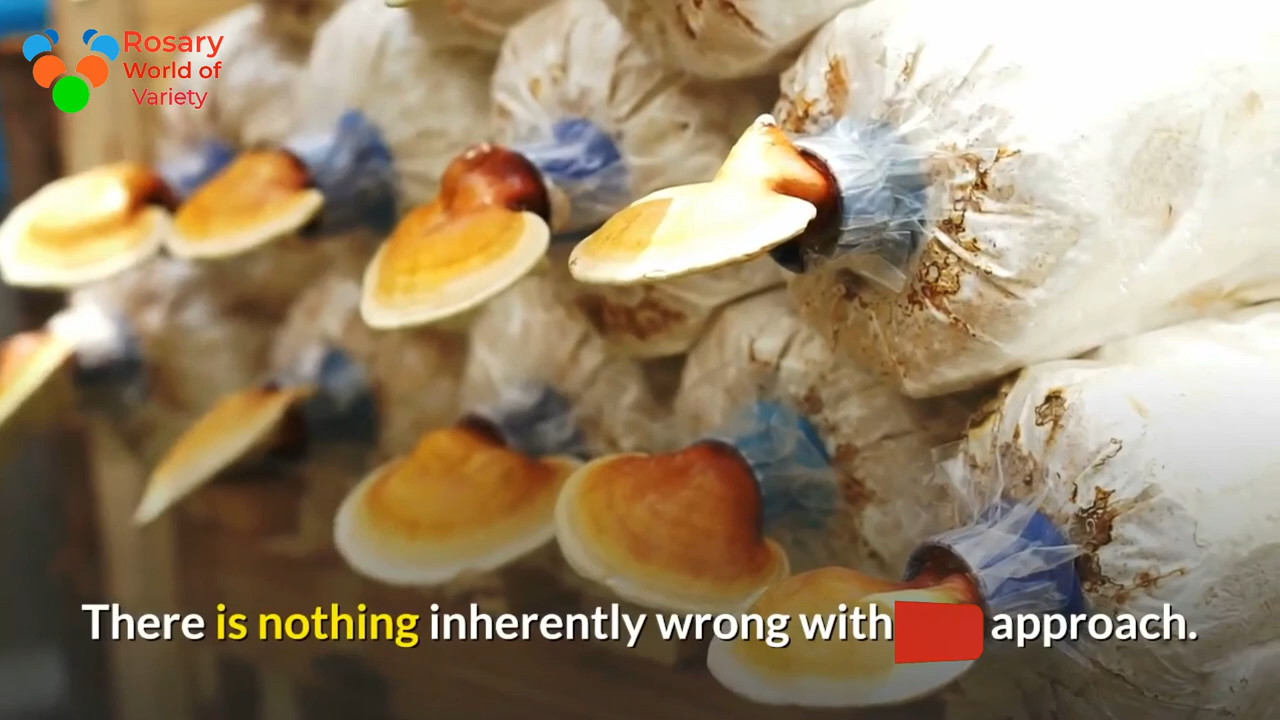 Rosary
World of
Variety
There is nothing inherently wrong with approach.